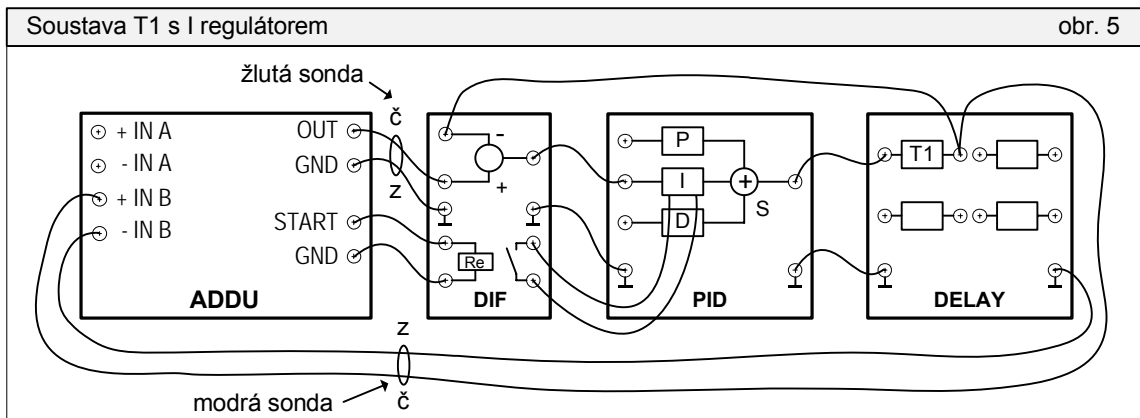 Soustava T1 s I regulátorem obr. 5
žlutá sonda
č
z
+ IN A
- IN A
+ IN B
- IN B
OUT
GND
START
GND
ADDU
-
+
Re
DIF
P
I
D
+
S
PID
T1
DELAY
z
č
modrá sonda